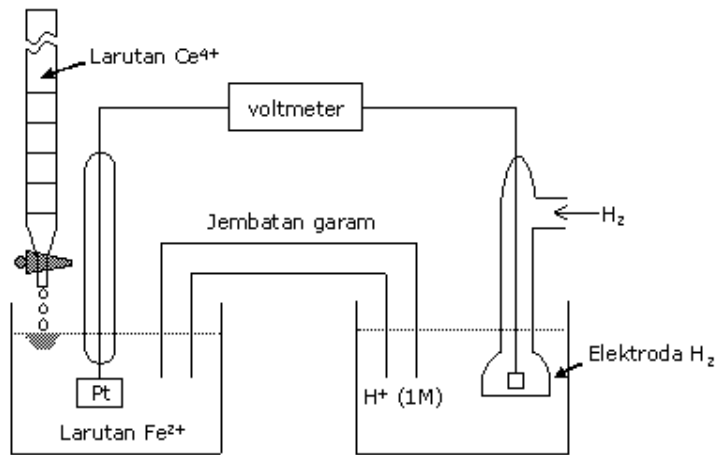 Larutan Ce⁴⁺
voltmeter
Jembatan garam
H₂
Elektroda H₂
Pt
H⁺ (1M)
Larutan Fe²⁺